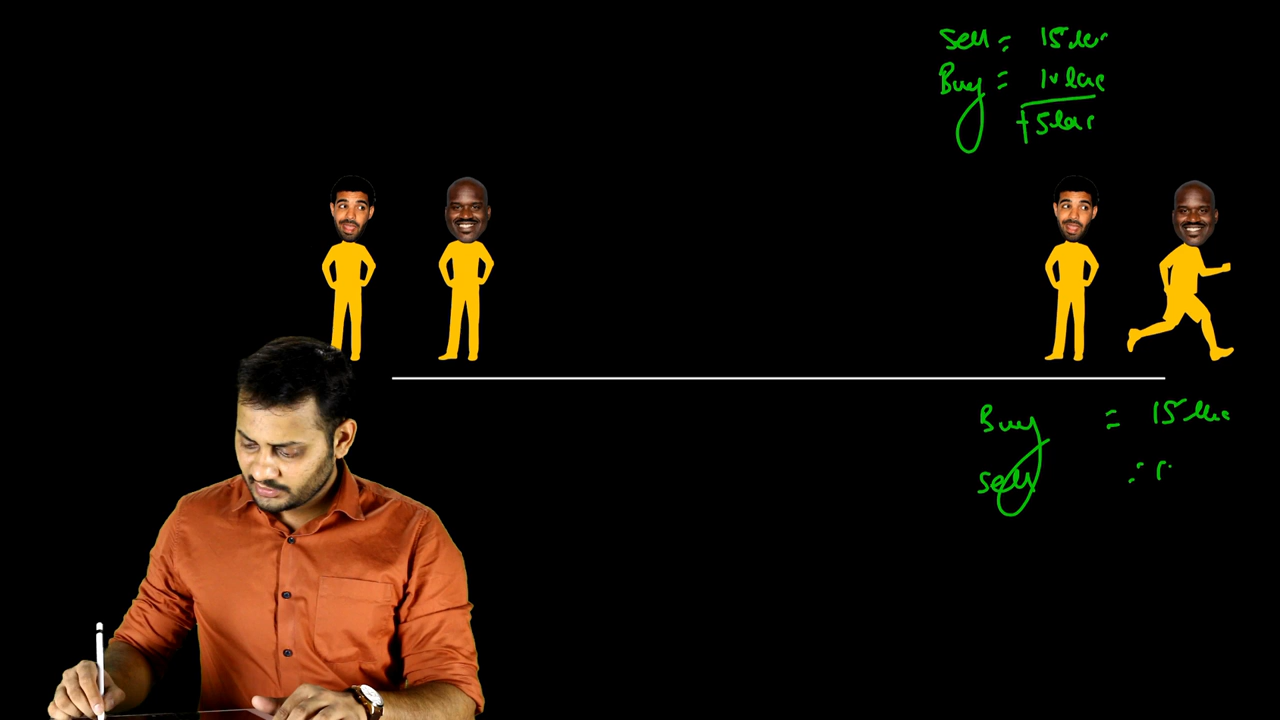 Sell = 15 lac
Buy = 10 lac
+5 lac
Buy = 15 lac
Sell